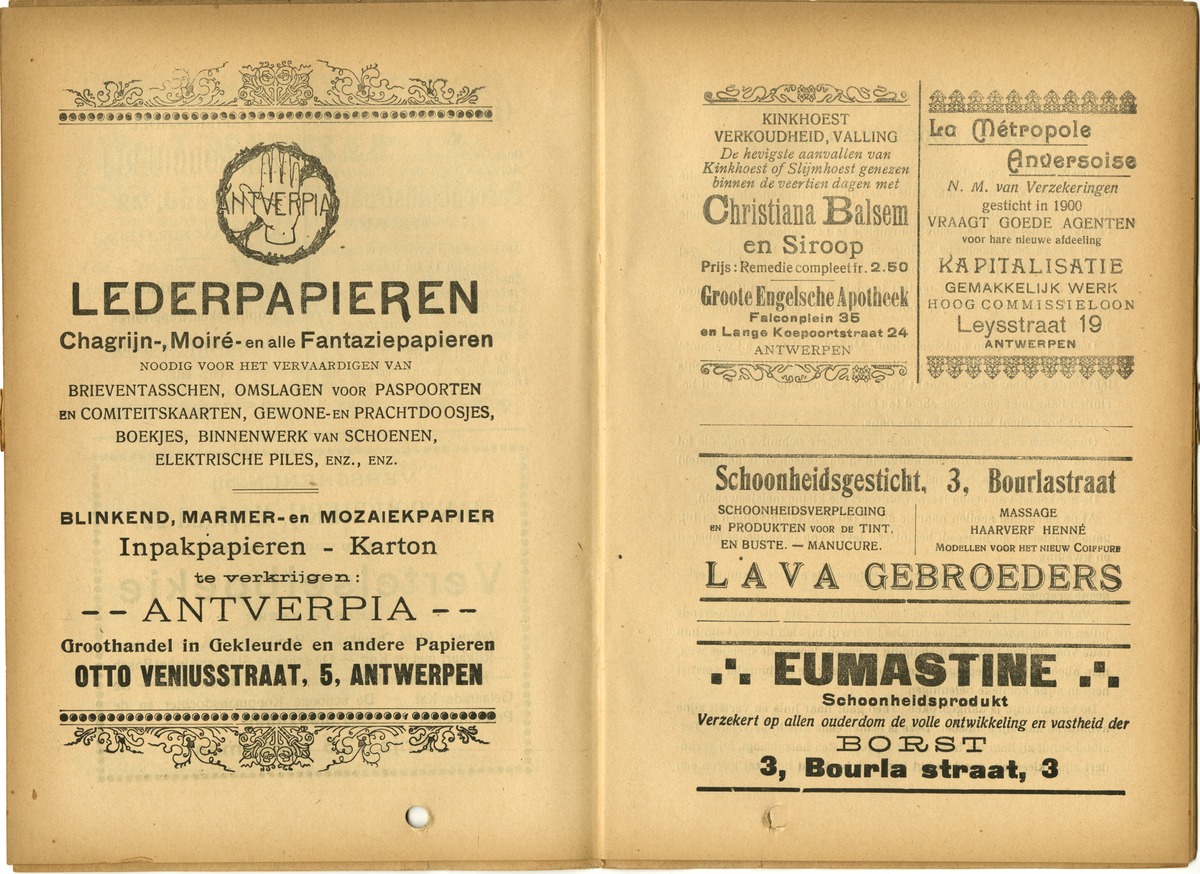 ANTVERPIA
LEDERPAPIEREN
Chagrijn-, Moiré- en alle Fantaziepapieren
NOODIG VOOR HET VERVAARDIGEN VAN
BRIEVENTASSCHEN, OMSLAGEN VOOR PASPOORTEN
EN COMITEITSKAARTEN, GEWONE- EN PRACHTDOOSJES,
BOEKJES, BINNENWERK VAN SCHOENEN,
ELEKTRISCHE PILES, ENZ., ENZ.
BLINKEND, MARMER- en MOZAIEKPAPIER
Inpakpapieren - Karton
te verkrijgen:
-- ANTVERPIA --
Groothandel in Gekleurde en andere Papieren
OTTO VENIUSSTRAAT, 5, ANTWERPEN
KINKHOEST
VERKOUDHEID, VALLING
De hevigste aanvallen van
Kinkhoest of Slijmhoest genezen
binnen de veertien dagen met
Christiana Balsem
en Siroop
Prijs: Remedie compleet fr. 2.50
Groote Engelsche Apotheek
Falconplein 35
en Lange Koepoortstraat 24
ANTWERPEN
La Métropole
Anversoise
N. M. van Verzekeringen
gesticht in 1900
VRAAGT GOEDE AGENTEN
voor hare nieuwe afdeeling
KAPITALISATIE
GEMAKKELIJK WERK
HOOG COMMISSIELOON
Leysstraat 19
ANTWERPEN
Schoonheidsgesticht, 3, Bourlastraat
SCHOONHEIDSVERPLEGING
EN PRODUKTEN VOOR DE TINT,
EN BUSTE. — MANUCURE.
MASSAGE
HAARVERF HENNÉ
MODELLEN VOOR HET NIEUW COIFFURE
LAVA GEBROEDERS
EUMASTINE
Schoonheidsprodukt
Verzekert op allen ouderdom de volle ontwikkeling en vastheid der
BORST
3, Bourla straat, 3